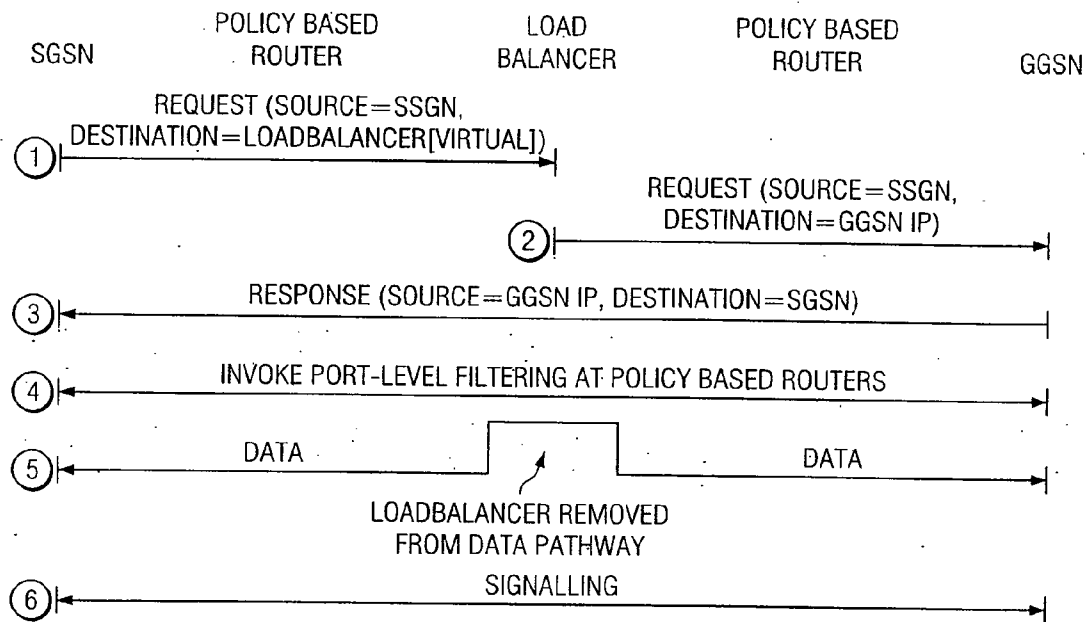 SGSN
POLICY BASED
ROUTER
LOAD
BALANCER
POLICY BASED
ROUTER
GGSN
REQUEST (SOURCE=SSGN,
DESTINATION=LOADBALANCER[VIRTUAL])
1
REQUEST (SOURCE=SSGN,
DESTINATION=GGSN IP)
2
RESPONSE (SOURCE=GGSN IP, DESTINATION=SGSN)
3
INVOKE PORT-LEVEL FILTERING AT POLICY BASED ROUTERS
4
DATA
DATA
5
LOADBALANCER REMOVED
FROM DATA PATHWAY
SIGNALLING
6